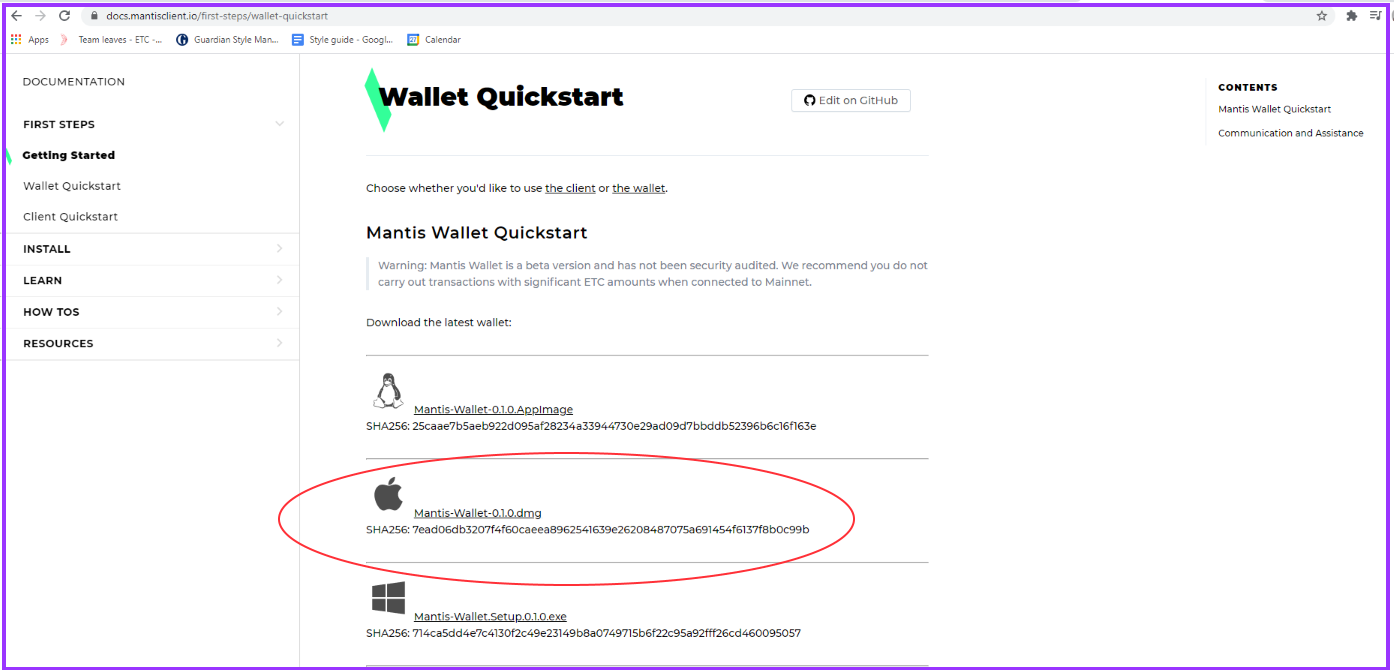 docs.mantisclient.io/first-steps/wallet-quickstart
Apps
Team leaves - ETC -...
Guardian Style Man...
Style guide - Googl...
Calendar
DOCUMENTATION
FIRST STEPS
Getting Started
Wallet Quickstart
Client Quickstart
INSTALL
LEARN
HOW TOS
RESOURCES
Wallet Quickstart
Edit on GitHub
Choose whether you'd like to use the client or the wallet.
Mantis Wallet Quickstart
Warning: Mantis Wallet is a beta version and has not been security audited. We recommend you do not
carry out transactions with significant ETC amounts when connected to Mainnet.
Download the latest wallet:
Mantis-Wallet-0.1.0.AppImage
SHA256: 25caae7b5aeb922d095af28234a33944730e29ad09d7bbddb52396b6c16f163e
Mantis-Wallet-0.1.0.dmg
SHA256: 7ead06db3207f4f60caeea8962541639e26208487075a691454f6137f8b0c99b
Mantis-Wallet.Setup.0.1.0.exe
SHA256: 714ca5dd4e7c4130f2c49e23149b8a0749715b6f22c95a92fff26cd460095057
CONTENTS
Mantis Wallet Quickstart
Communication and Assistance